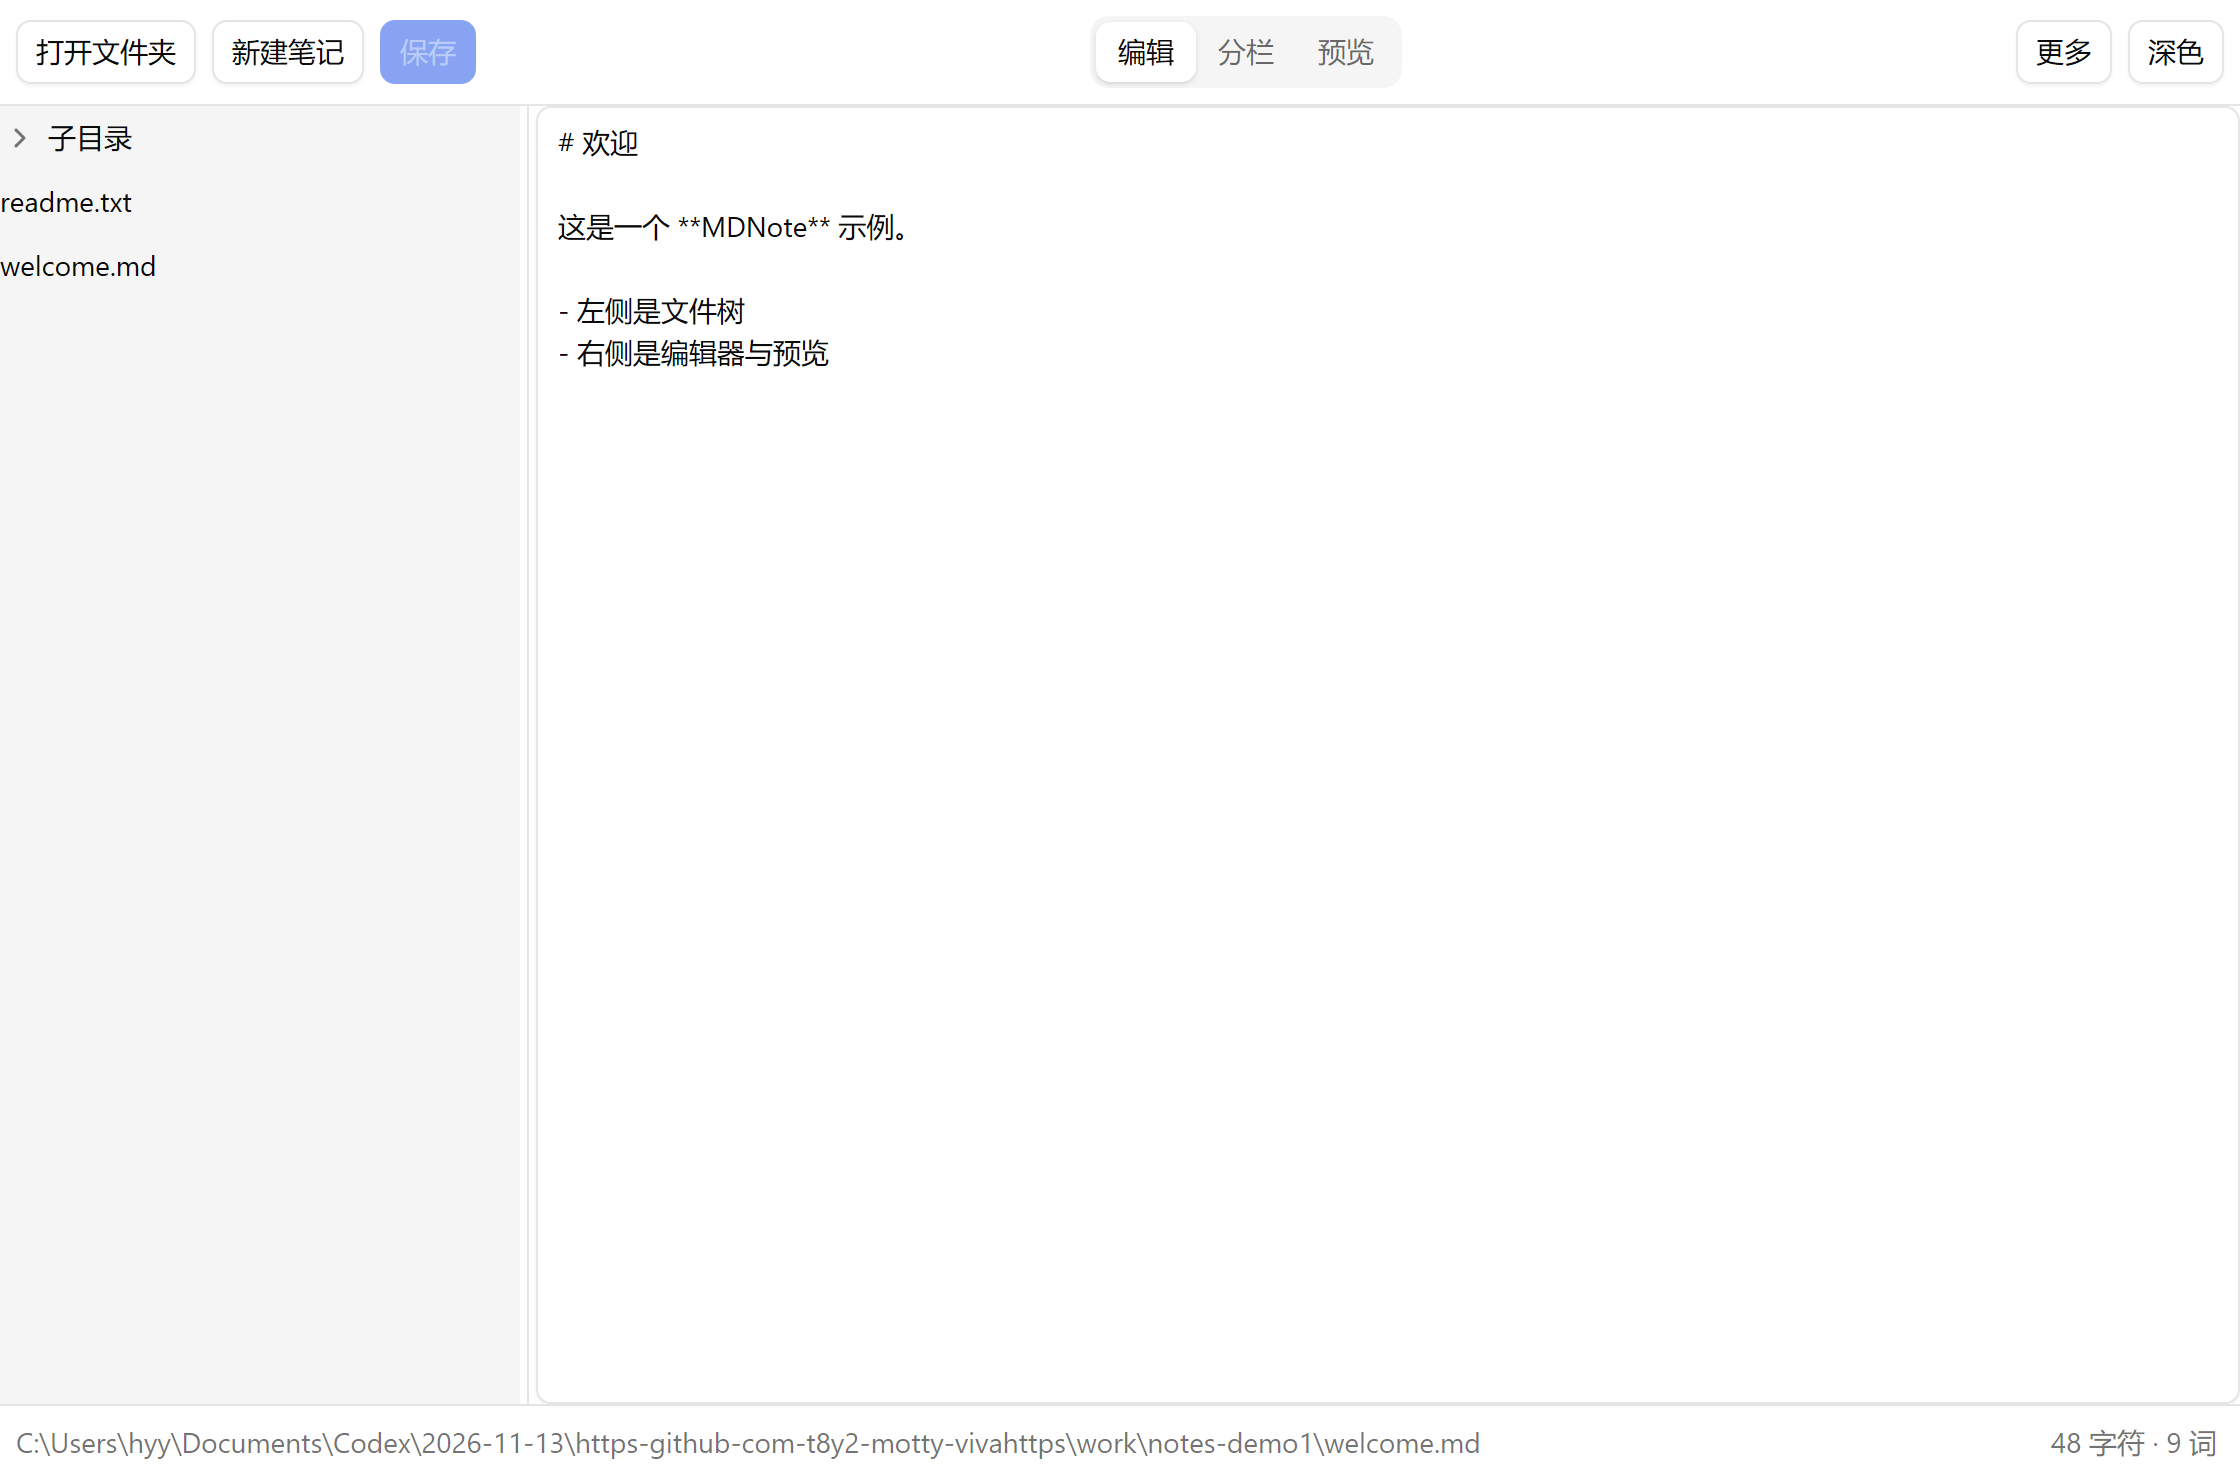 打开文件夹 新建笔记 保存 编辑 分栏 预览 更多 深色
子目录
readme.txt
welcome.md
# 欢迎
这是一个 **MDNote** 示例。
- 左侧是文件树
- 右侧是编辑器与预览
C:\Users\hyy\Documents\Codex\2026-11-13\https-github-com-t8y2-motty-vivahttps\work\notes-demo1\welcome.md 48 字符 · 9 词